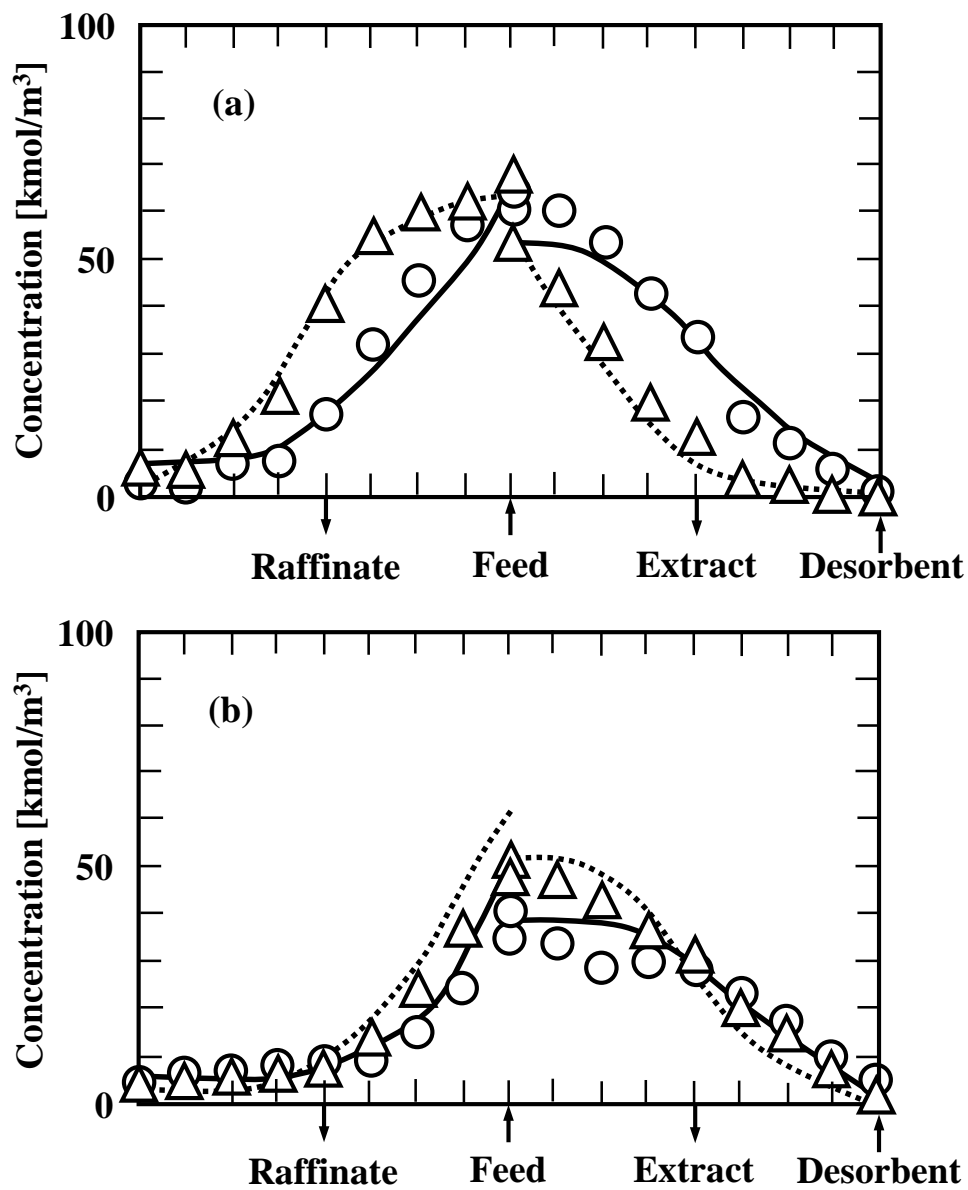 100
(a)
Concentration [kmol/m³]
50
0
Raffinate Feed Extract Desorbent
100
(b)
Concentration [kmol/m³]
50
0
Raffinate Feed Extract Desorbent